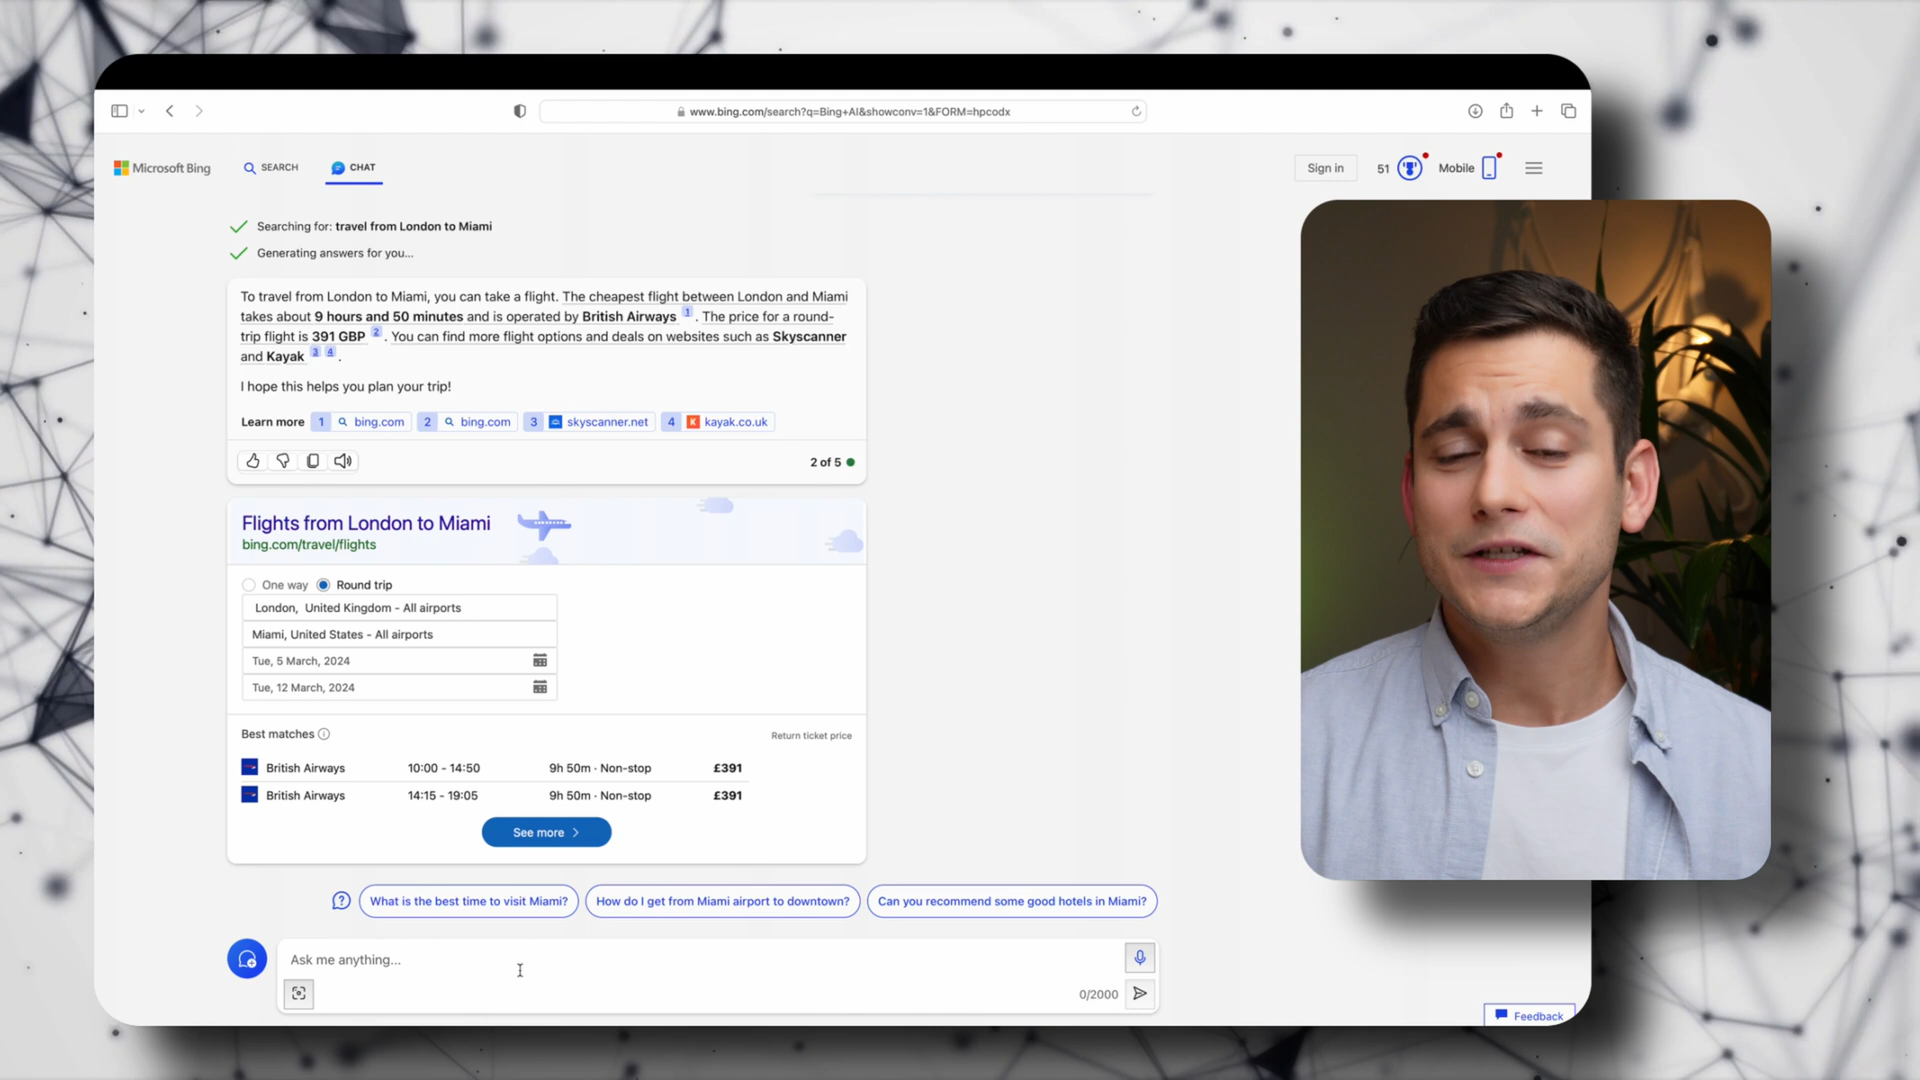 www.bing.com/search?q=Bing+AI&showconv=1&FORM=hpcodx
Microsoft Bing
SEARCH
CHAT
Sign in
51
Mobile
Searching for: travel from London to Miami
Generating answers for you...
To travel from London to Miami, you can take a flight. The cheapest flight between London and Miami
takes about 9 hours and 50 minutes and is operated by British Airways 1 . The price for a round-
trip flight is 391 GBP 2 . You can find more flight options and deals on websites such as Skyscanner
and Kayak 3 4 .
I hope this helps you plan your trip!
Learn more 1 bing.com 2 bing.com 3 skyscanner.net 4 K kayak.co.uk
2 of 5
Flights from London to Miami
bing.com/travel/flights
One way Round trip
London, United Kingdom - All airports
Miami, United States - All airports
Tue, 5 March, 2024
Tue, 12 March, 2024
Best matches
Return ticket price
British Airways 10:00 - 14:50 9h 50m · Non-stop £391
British Airways 14:15 - 19:05 9h 50m · Non-stop £391
See more
What is the best time to visit Miami?
How do I get from Miami airport to downtown?
Can you recommend some good hotels in Miami?
Ask me anything...
0/2000
Feedback